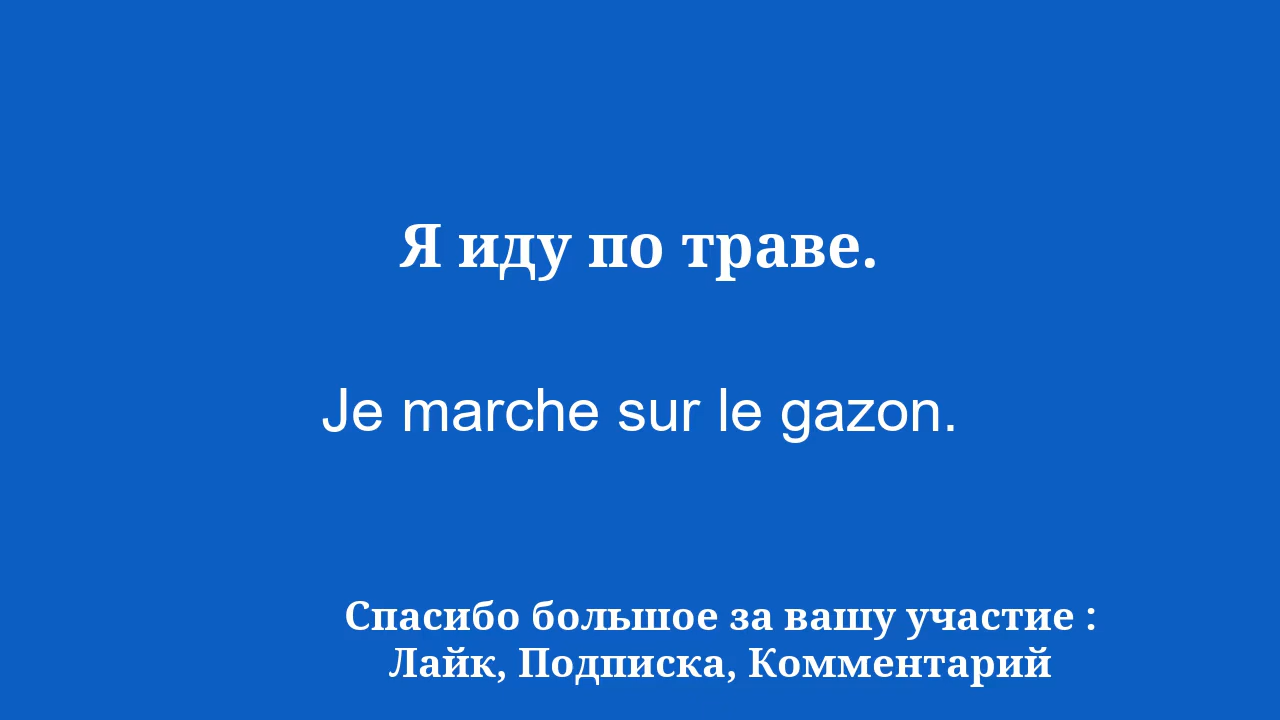 Я иду по траве.
Je marche sur le gazon.
Спасибо большое за вашу участие :
Лайк, Подписка, Комментарий